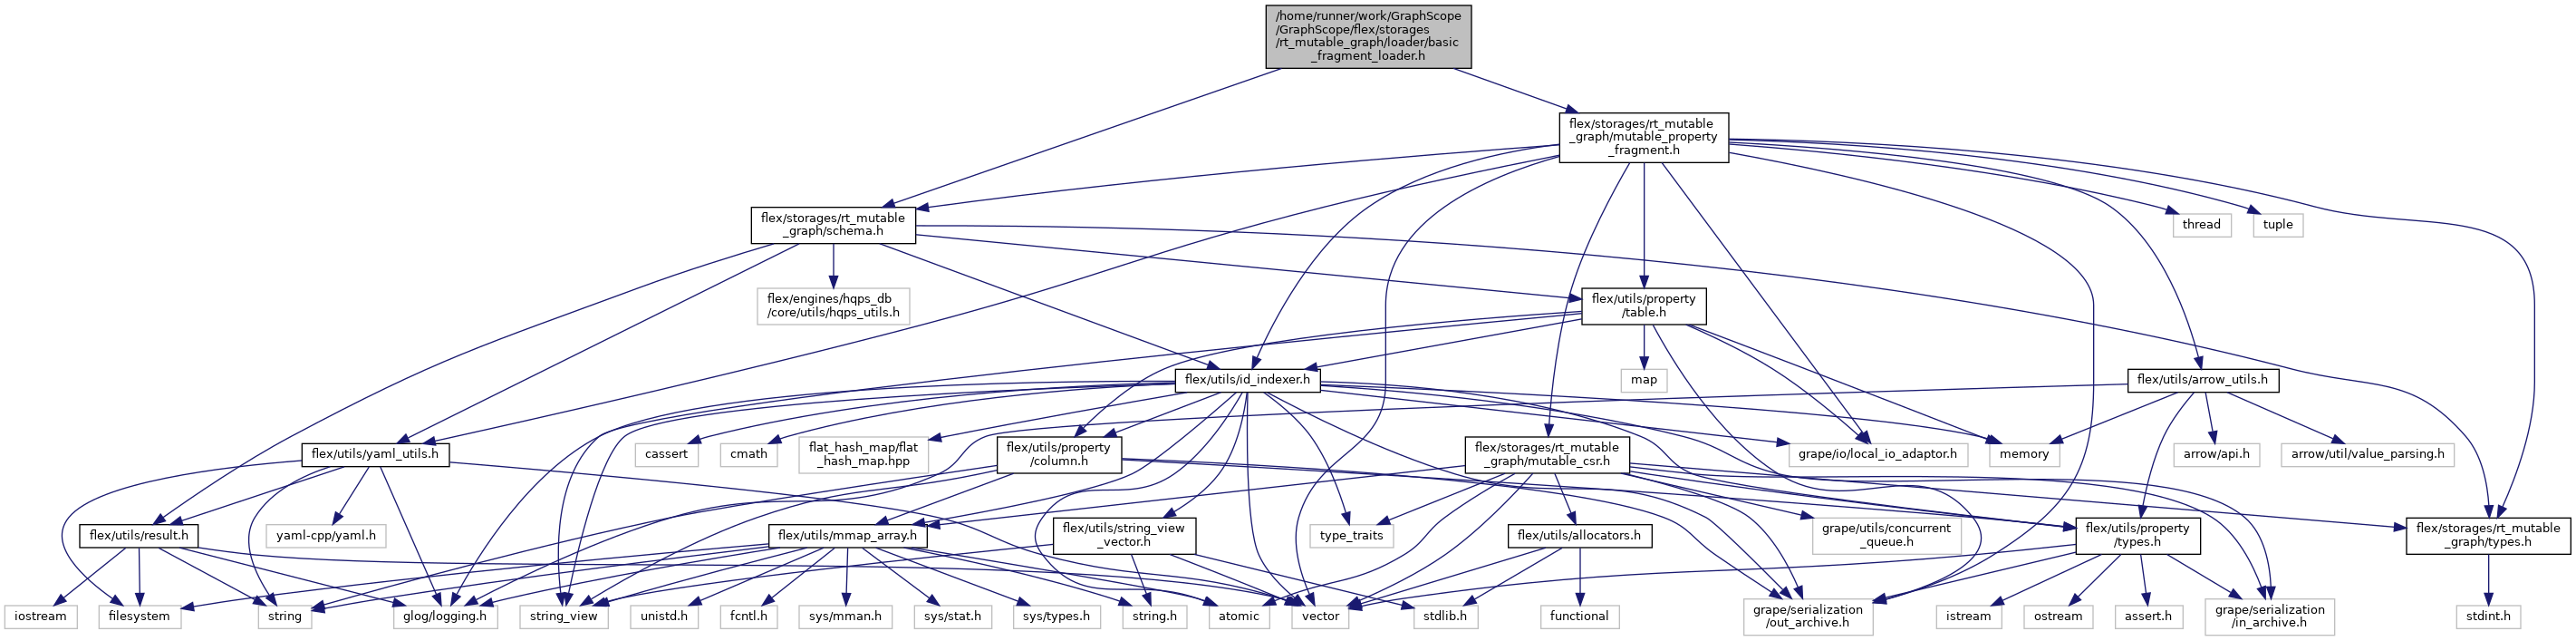 /home/runner/work/GraphScope
/GraphScope/flex/storages
/rt_mutable_graph/loader/basic
_fragment_loader.h
flex/storages/rt_mutable
_graph/mutable_property
_fragment.h
flex/storages/rt_mutable
_graph/schema.h
thread
tuple
flex/engines/hqps_db
/core/utils/hqps_utils.h
flex/utils/property
/table.h
flex/utils/id_indexer.h
map
flex/utils/arrow_utils.h
flex/utils/yaml_utils.h
cassert
cmath
flat_hash_map/flat
_hash_map.hpp
flex/utils/property
/column.h
flex/storages/rt_mutable
_graph/mutable_csr.h
grape/io/local_io_adaptor.h
memory
arrow/api.h
arrow/util/value_parsing.h
flex/utils/result.h
yaml-cpp/yaml.h
flex/utils/mmap_array.h
flex/utils/string_view
_vector.h
type_traits
flex/utils/allocators.h
grape/utils/concurrent
_queue.h
flex/utils/property
/types.h
flex/storages/rt_mutable
_graph/types.h
iostream
filesystem
string
glog/logging.h
string_view
unistd.h
fcntl.h
sys/mman.h
sys/stat.h
sys/types.h
string.h
atomic
vector
stdlib.h
functional
grape/serialization
/out_archive.h
istream
ostream
assert.h
grape/serialization
/in_archive.h
stdint.h